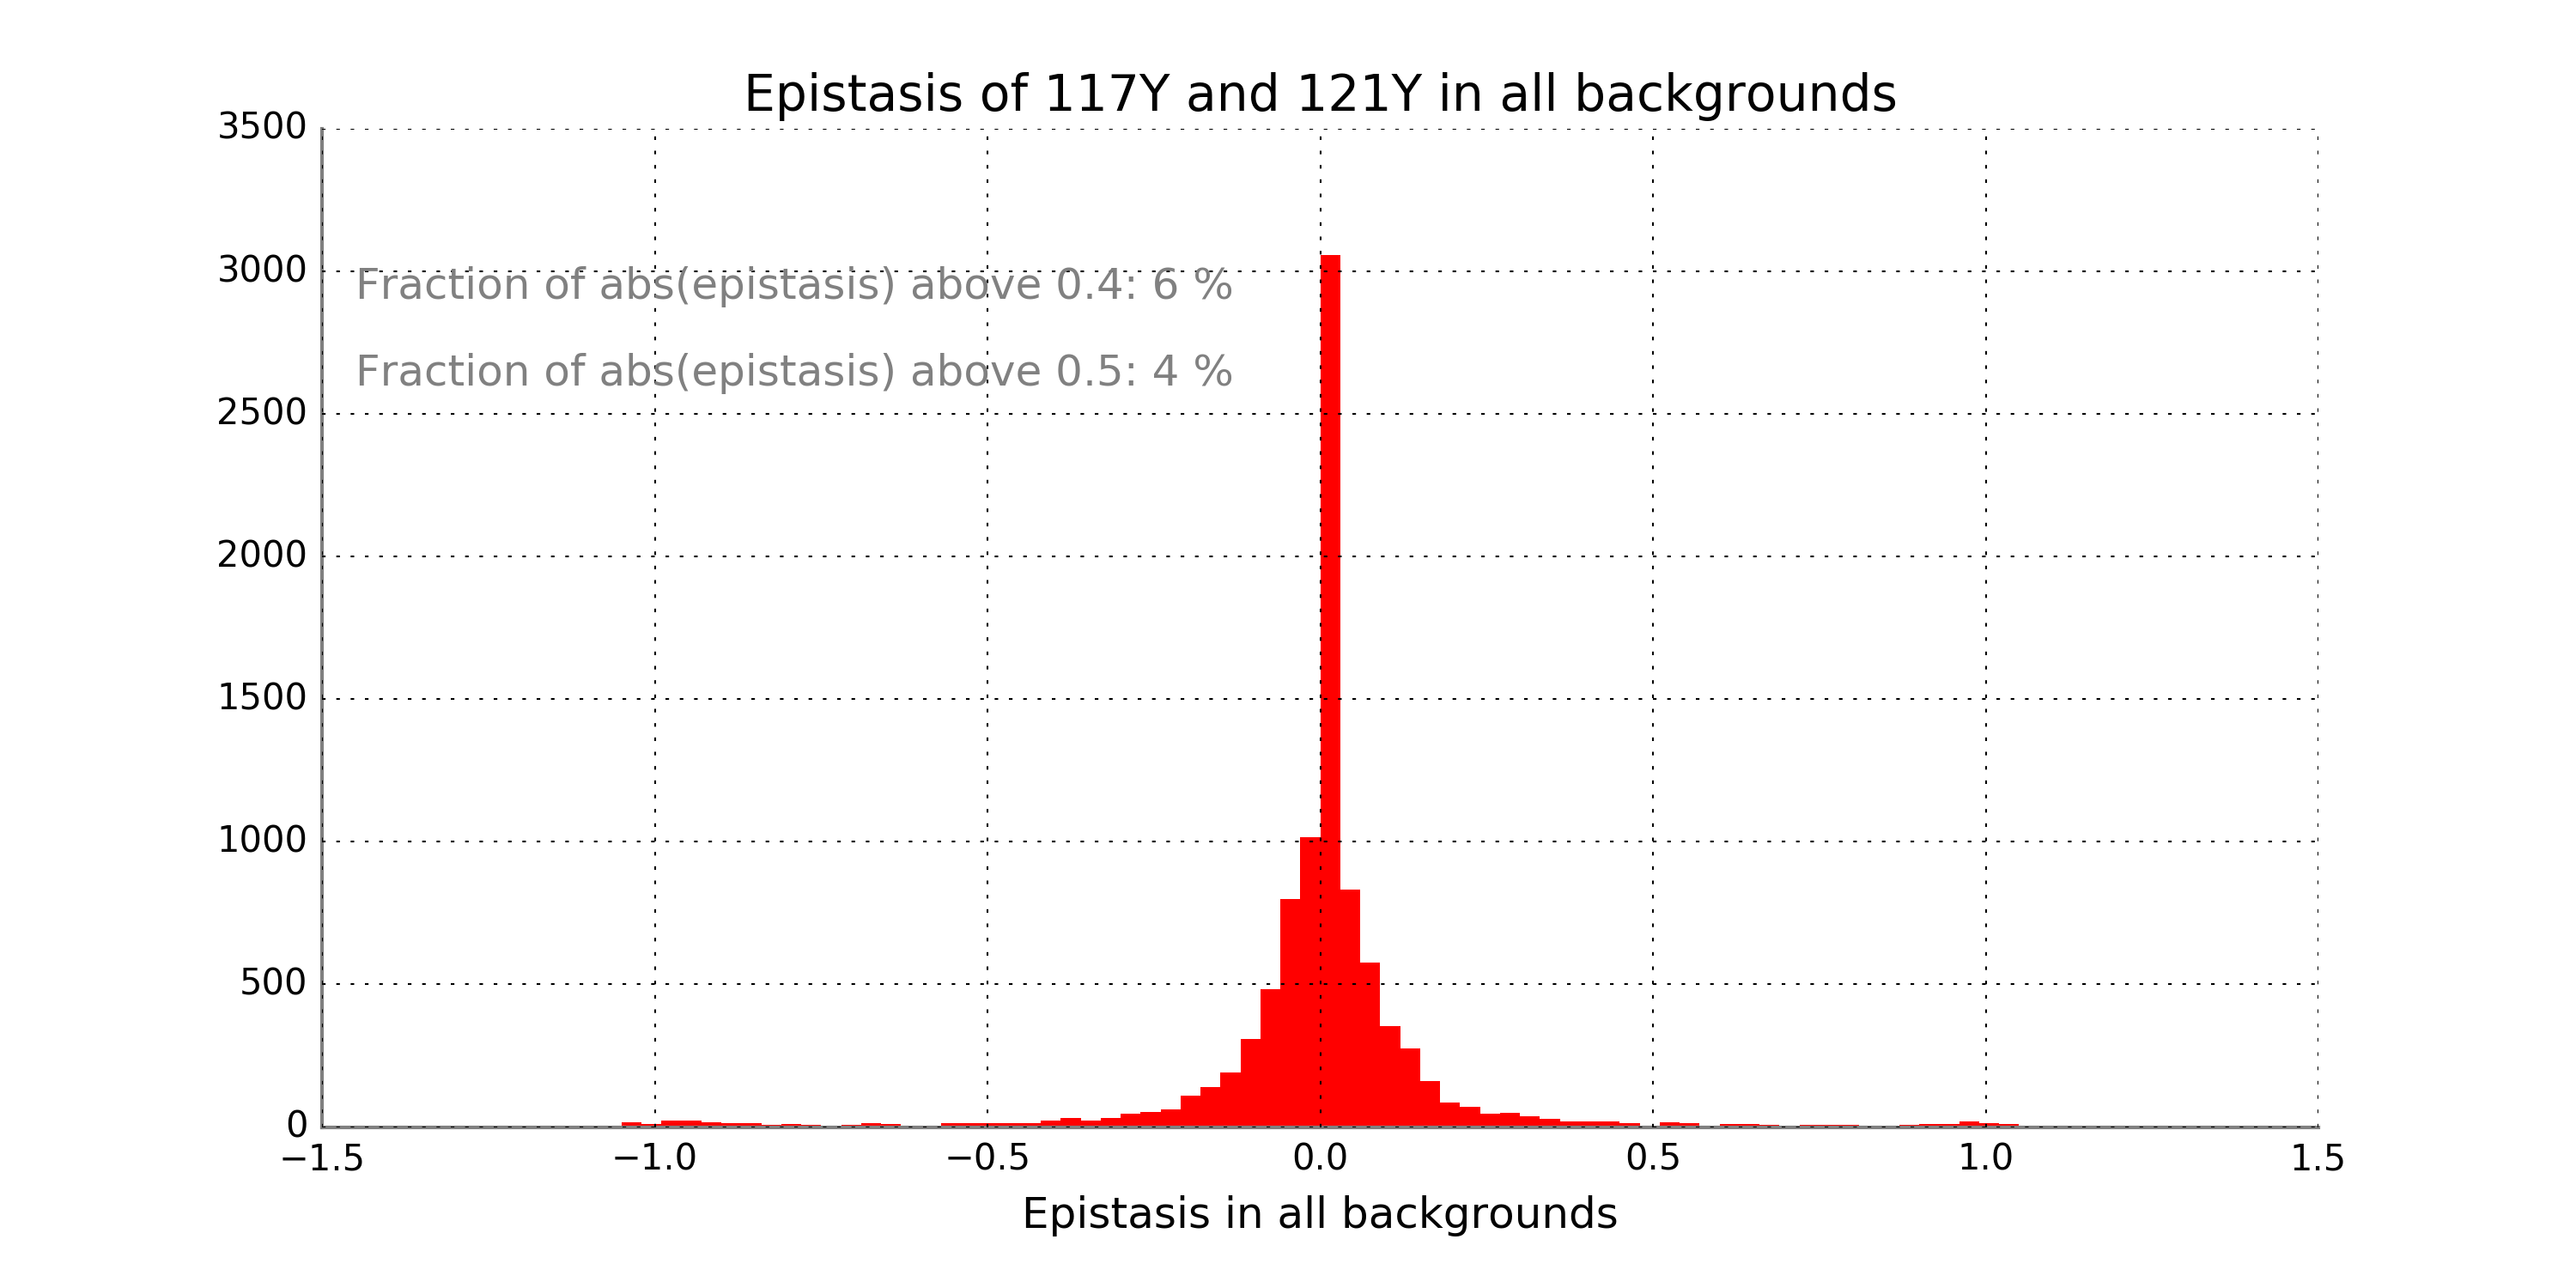 Epistasis of 117Y and 121Y in all backgrounds
3500
3000
Fraction of abs(epistasis) above 0.4: 6 %
Fraction of abs(epistasis) above 0.5: 4 %
2500
2000
1500
1000
500
0
−1.5 −1.0 −0.5 0.0 0.5 1.0 1.5
Epistasis in all backgrounds